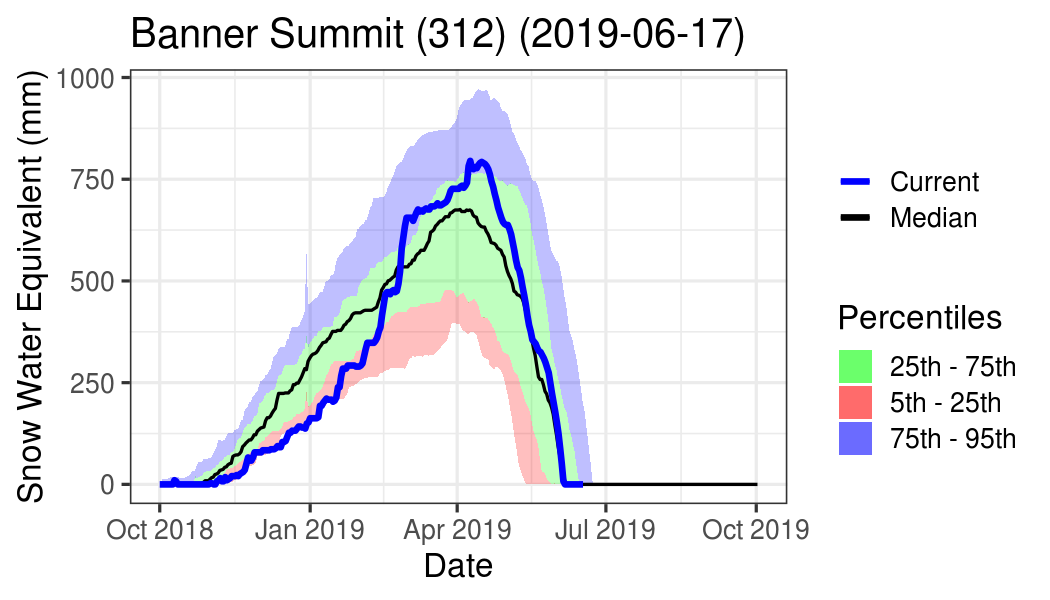 Banner Summit (312) (2019-06-17)
Snow Water Equivalent (mm)
1000
750
500
250
0
Oct 2018
Jan 2019
Apr 2019
Jul 2019
Oct 2019
Date
Current
Median
Percentiles
25th - 75th
5th - 25th
75th - 95th